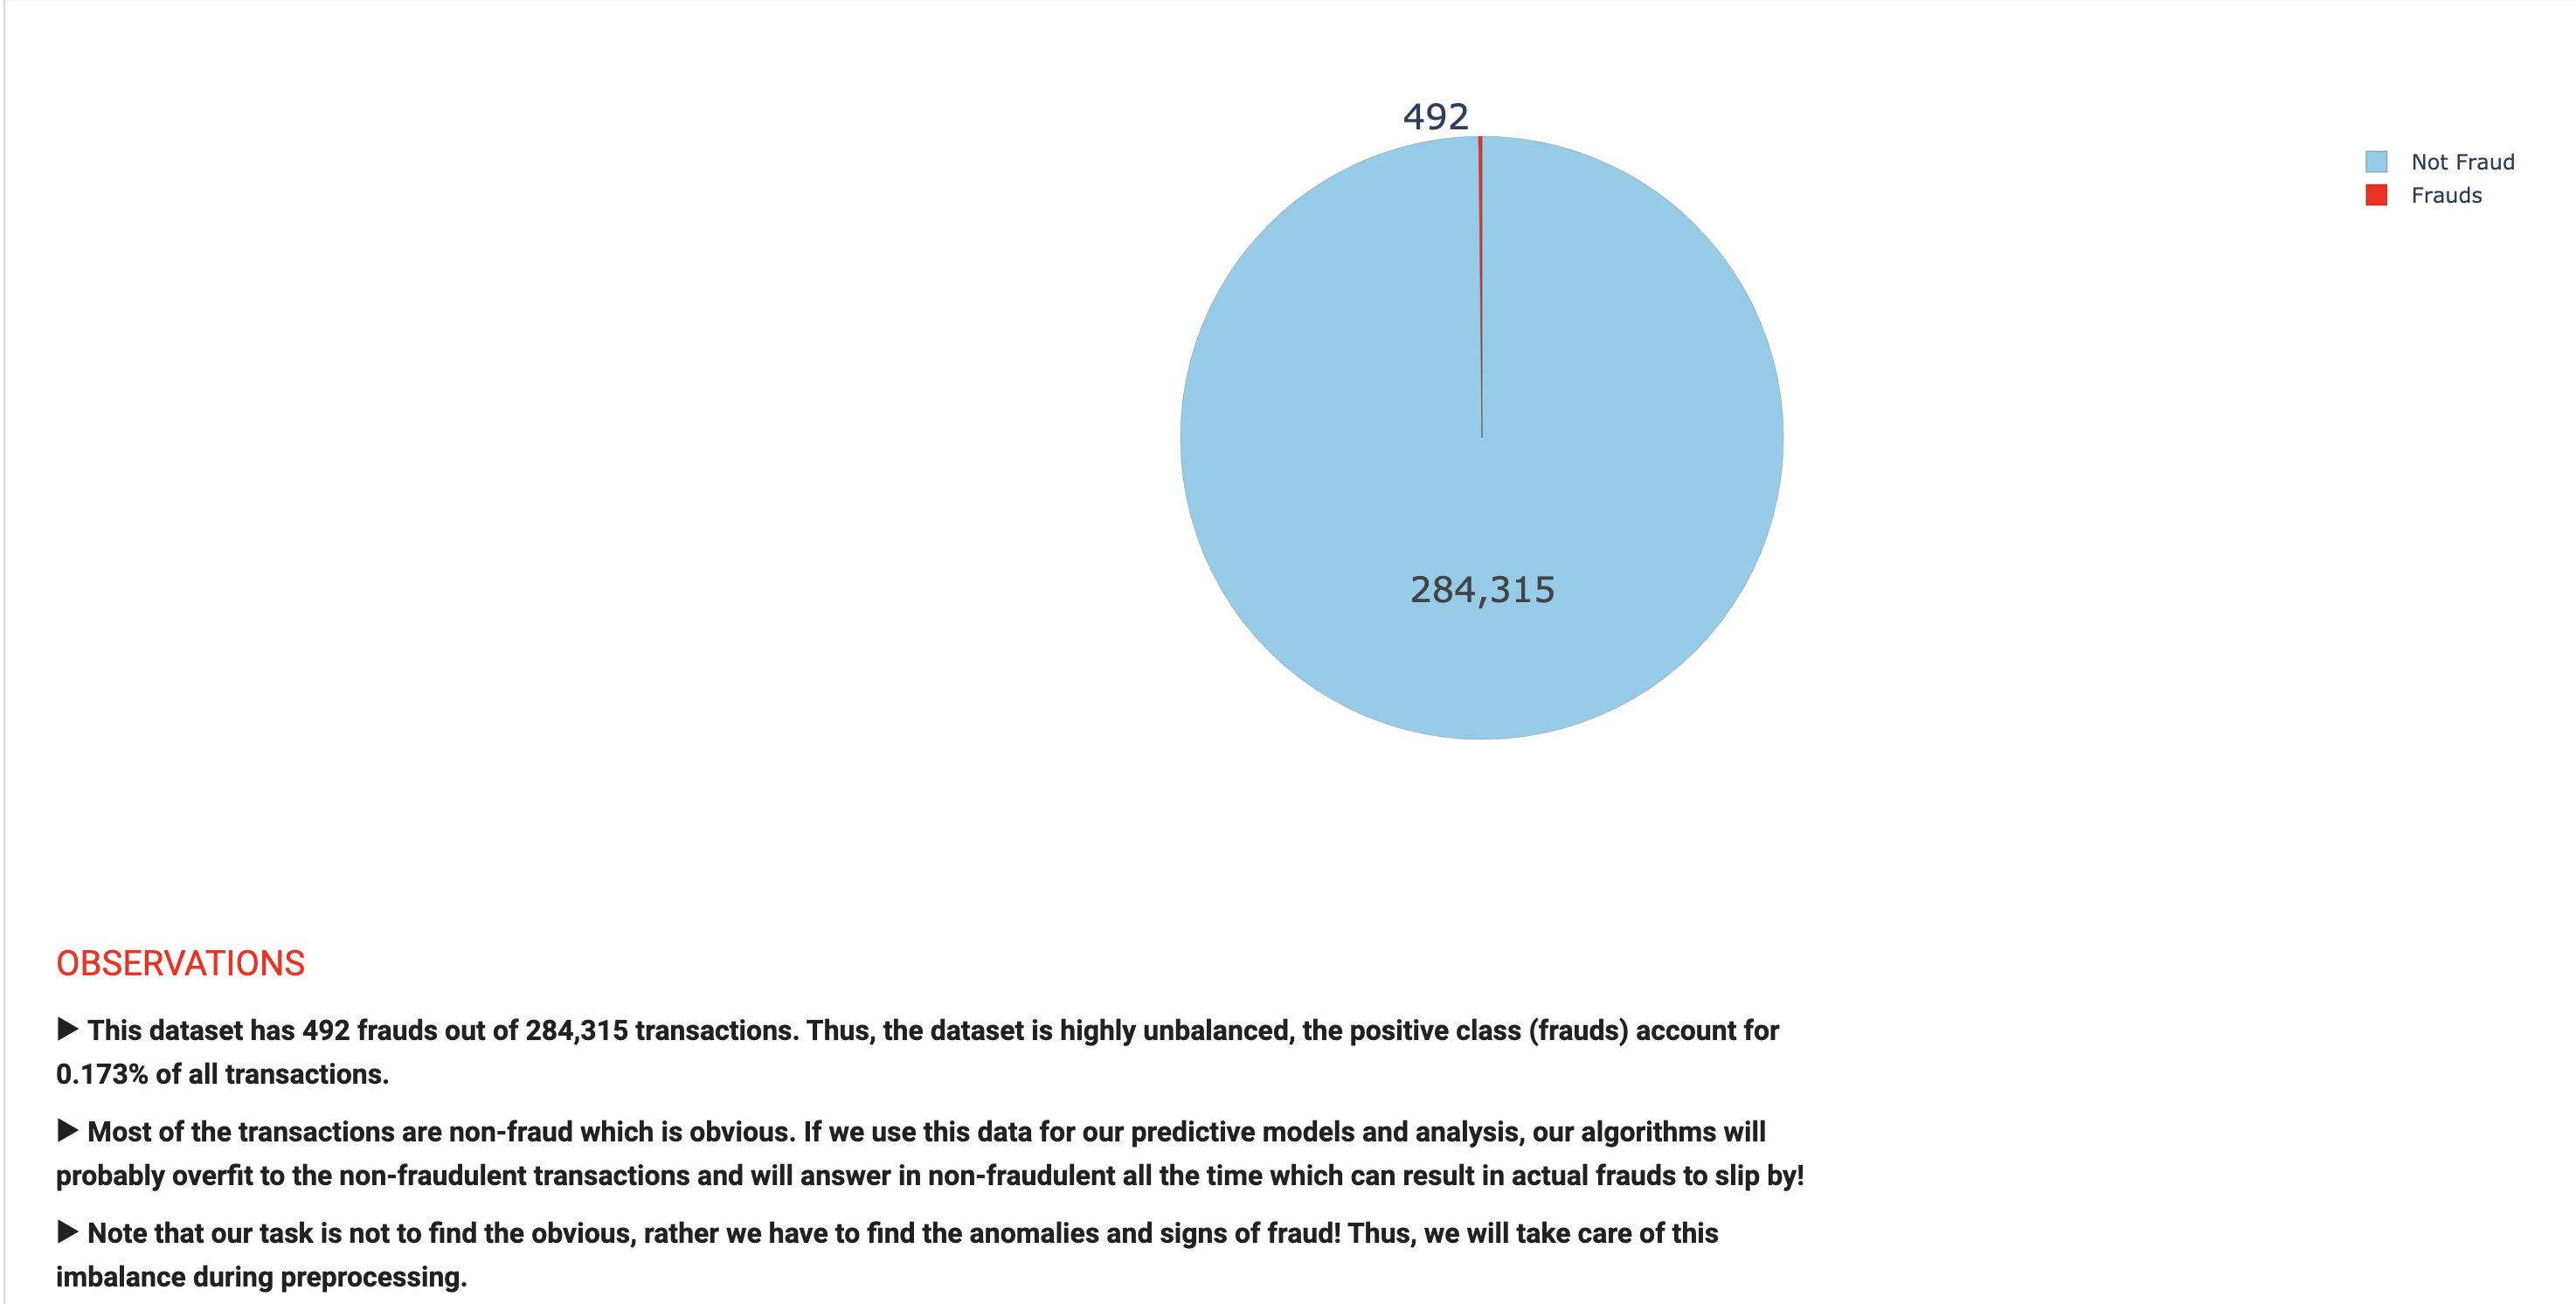 492
Not Fraud
Frauds
284,315
OBSERVATIONS
▶ This dataset has 492 frauds out of 284,315 transactions. Thus, the dataset is highly unbalanced, the positive class (frauds) account for
0.173% of all transactions.
▶ Most of the transactions are non-fraud which is obvious. If we use this data for our predictive models and analysis, our algorithms will
probably overfit to the non-fraudulent transactions and will answer in non-fraudulent all the time which can result in actual frauds to slip by!
▶ Note that our task is not to find the obvious, rather we have to find the anomalies and signs of fraud! Thus, we will take care of this
imbalance during preprocessing.